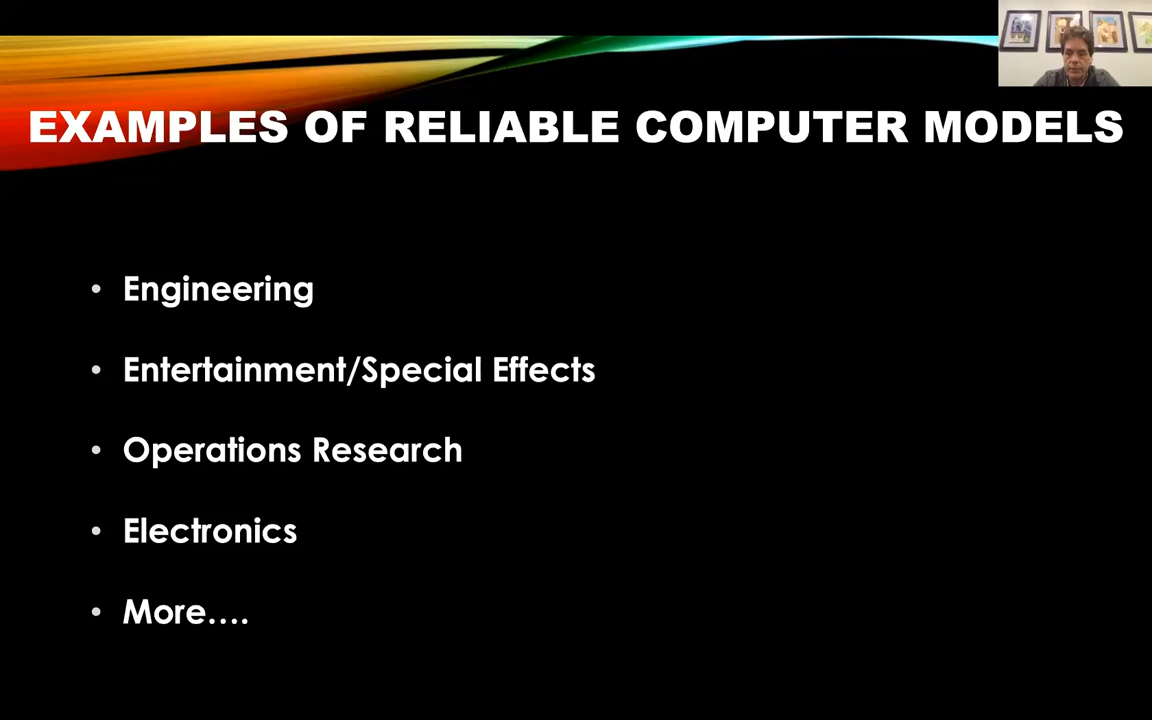 EXAMPLES OF RELIABLE COMPUTER MODELS
• Engineering
• Entertainment/Special Effects
• Operations Research
• Electronics
• More....